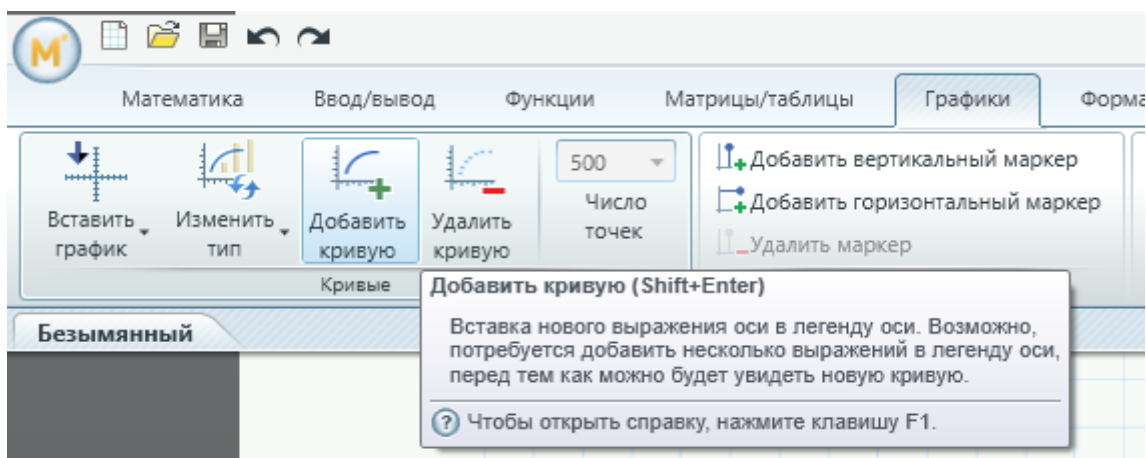 M
Математика Ввод/вывод Функции Матрицы/таблицы Графики Форма
Вставить график
Изменить тип
Добавить кривую
Удалить кривую
500
Число точек
Кривые
Добавить вертикальный маркер
Добавить горизонтальный маркер
Удалить маркер
Безымянный
Добавить кривую (Shift+Enter)
Вставка нового выражения оси в легенду оси. Возможно,
потребуется добавить несколько выражений в легенду оси,
перед тем как можно будет увидеть новую кривую.
? Чтобы открыть справку, нажмите клавишу F1.